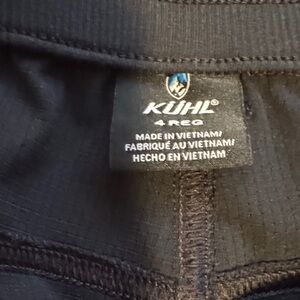 KÜHL®
4 REG
MADE IN VIETNAM/
FABRIQUÉ AU VIETNAM/
HECHO EN VIETNAM